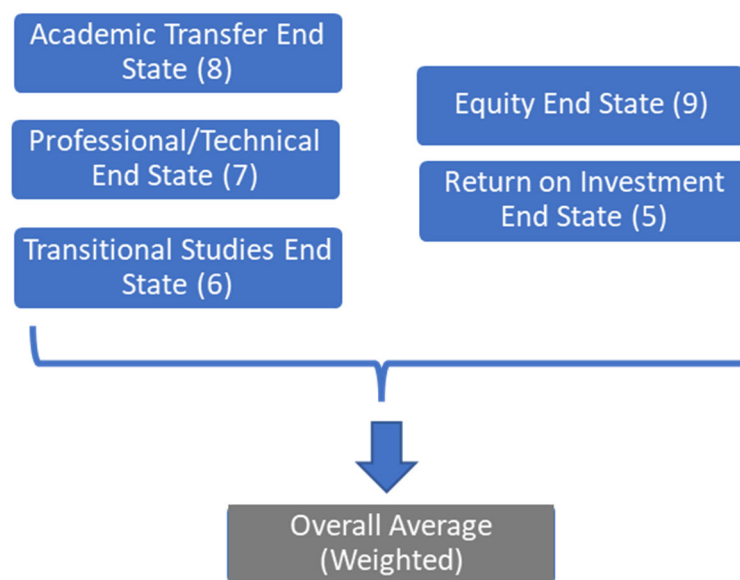 Academic Transfer End
State (8)
Professional/Technical
End State (7)
Transitional Studies End
State (6)
Equity End State (9)
Return on Investment
End State (5)
Overall Average
(Weighted)